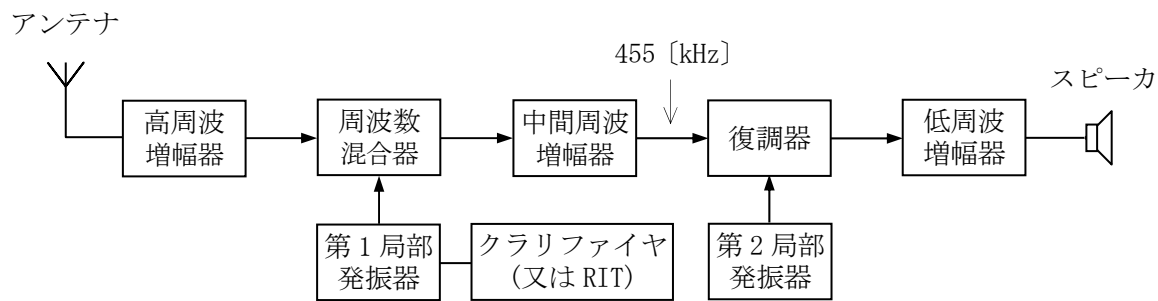 アンテナ
455〔kHz〕
スピーカ
高周波
増幅器
周波数
混合器
中間周波
増幅器
復調器
低周波
増幅器
第1局部
発振器
クラリファイヤ
(又は RIT)
第2局部
発振器